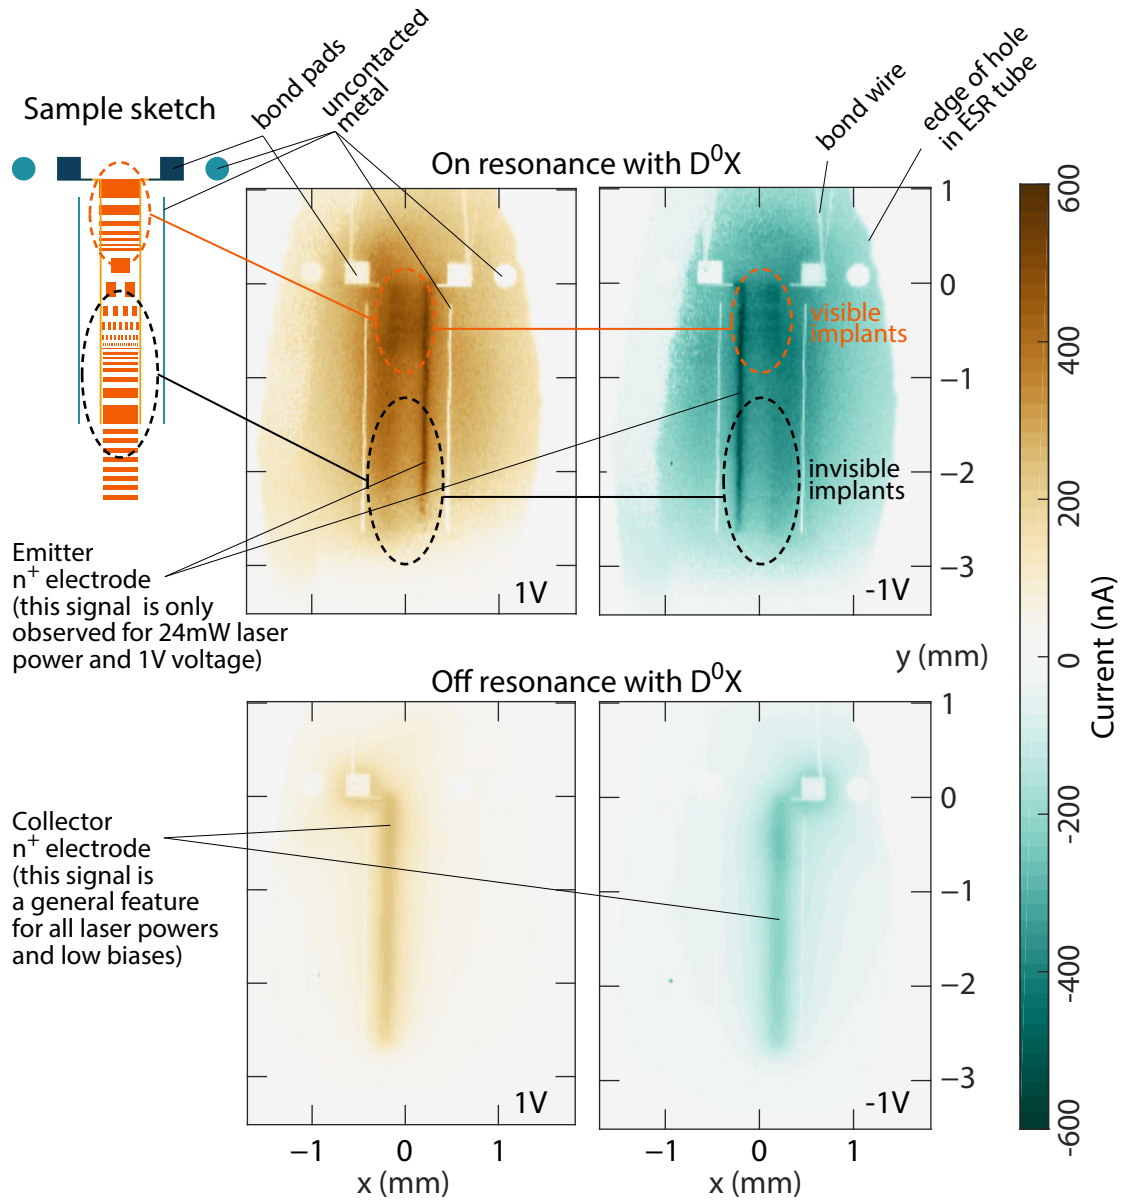 Sample sketch
bond pads
uncontacted
metal
bond wire
edge of hole
in ESR tube
On resonance with D⁰X
visible
implants
invisible
implants
1V
-1V
1
0
−1
−2
−3
y (mm)
Emitter
n⁺ electrode
(this signal is only
observed for 24mW laser
power and 1V voltage)
Off resonance with D⁰X
Collector
n⁺ electrode
(this signal is
a general feature
for all laser powers
and low biases)
1V
-1V
1
0
−1
−2
−3
−1 0 1
x (mm)
−1 0 1
x (mm)
600
400
200
0
-200
-400
-600
Current (nA)